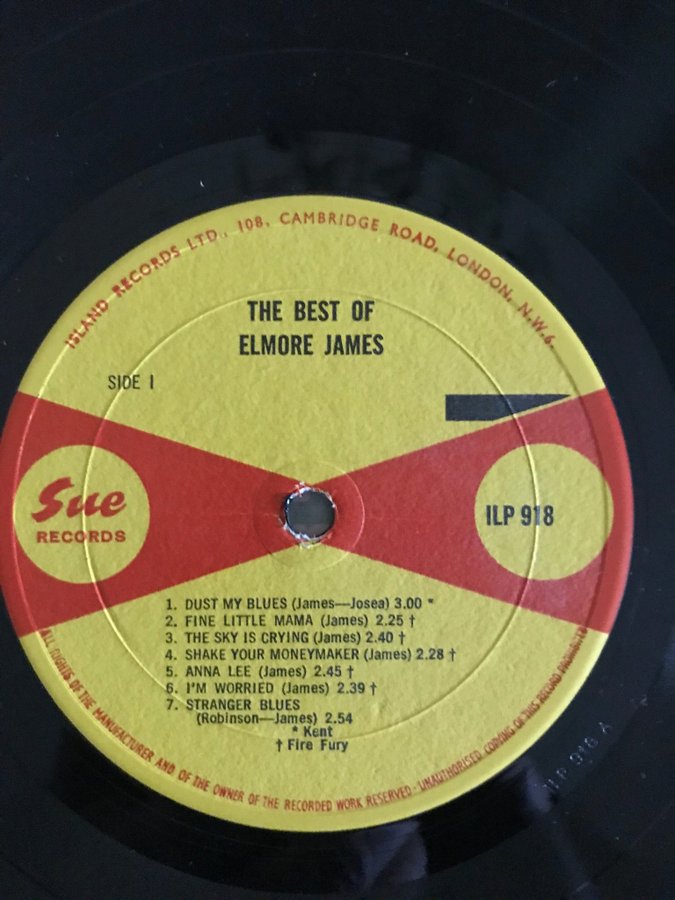 ISLAND RECORDS LTD., 108, CAMBRIDGE ROAD, LONDON, N.W.6.
THE BEST OF
ELMORE JAMES
SIDE 1
Sue
RECORDS
ILP 918
1. DUST MY BLUES (James—Josea) 3.00 *
2. FINE LITTLE MAMA (James) 2.25 †
3. THE SKY IS CRYING (James) 2.40 †
4. SHAKE YOUR MONEYMAKER (James) 2.28 †
5. ANNA LEE (James) 2.45 †
6. I'M WORRIED (James) 2.39 †
7. STRANGER BLUES
(Robinson—James) 2.54
* Kent
† Fire Fury
ALL RIGHTS OF THE MANUFACTURER AND OF THE OWNER OF THE RECORDED WORK RESERVED · UNAUTHORISED COPYING OF THIS RECORD PROHIBITED
ILP 918 A